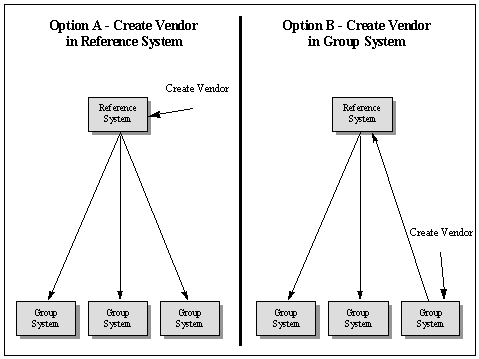 Option A - Create Vendor
in Reference System
Create Vendor
Reference
System
Group
System
Group
System
Group
System
Option B - Create Vendor
in Group System
Reference
System
Create Vendor
Group
System
Group
System
Group
System